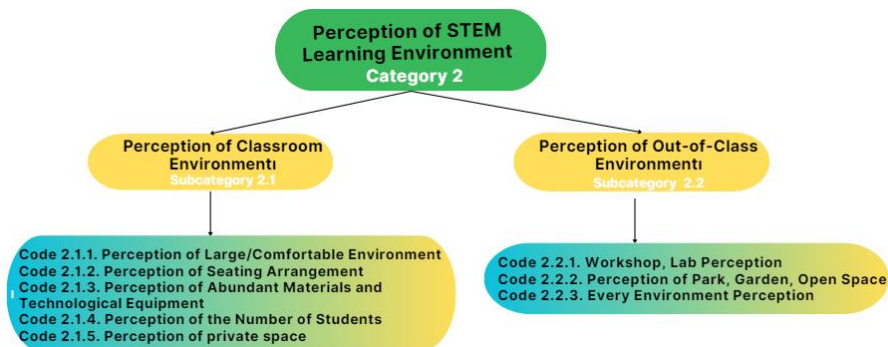 Perception of STEM
Learning Environment
Category 2
Perception of Classroom
Environmentı
Subcategory 2.1
Perception of Out-of-Class
Environmentı
Subcategory 2.2
Code 2.1.1. Perception of Large/Comfortable Environment
Code 2.1.2. Perception of Seating Arrangement
Code 2.1.3. Perception of Abundant Materials and
Technological Equipment
Code 2.1.4. Perception of the Number of Students
Code 2.1.5. Perception of private space
Code 2.2.1. Workshop, Lab Perception
Code 2.2.2. Perception of Park, Garden, Open Space
Code 2.2.3. Every Environment Perception